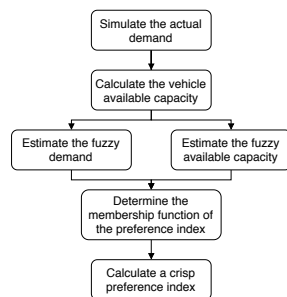 Simulate the actual
demand
Calculate the vehicle
available capacity
Estimate the fuzzy
demand
Estimate the fuzzy
available capacity
Determine the
membership function of
the preference index
Calculate a crisp
preference index